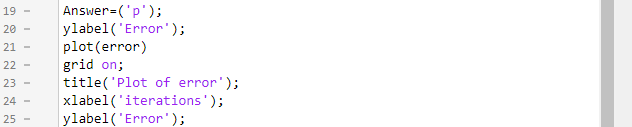 19 - Answer=('p');
20 - ylabel('Error');
21 - plot(error)
22 - grid on;
23 - title('Plot of error');
24 - xlabel('iterations');
25 - ylabel('Error');